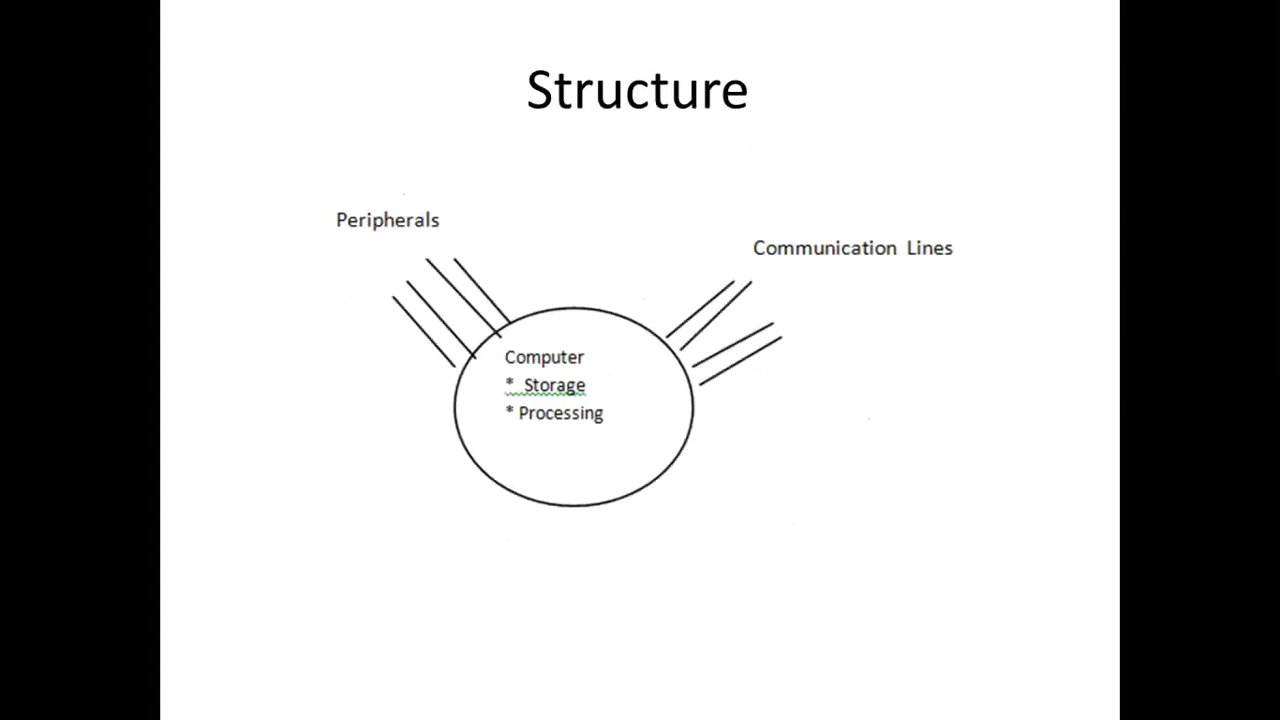 Structure
Peripherals
Communication Lines
Computer
* Storage
* Processing